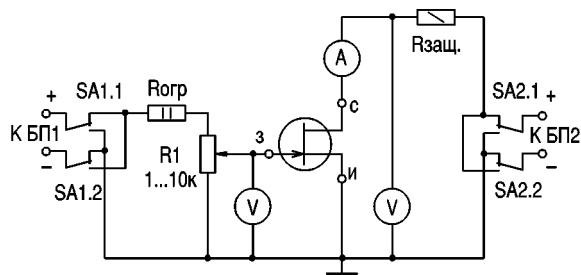 A
Rзащ.
SA1.1
Rогр
С
SA2.1
+
+
К БП1
З
К БП2
R1
1...10к
И
−
−
SA1.2
V
V
SA2.2